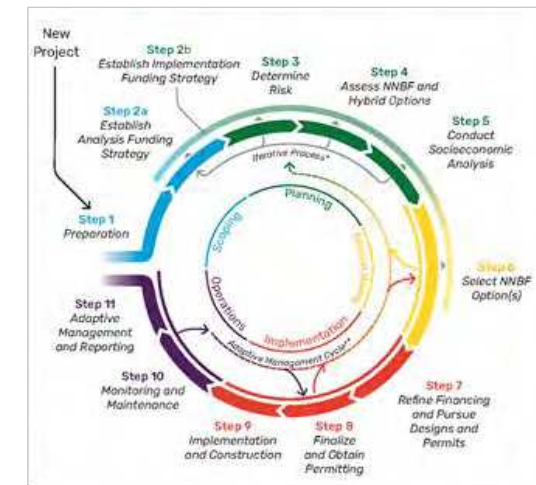 New
Project
Step 1
Preparation
Step 2a
Establish
Analysis Funding
Strategy
Step 2b
Establish Implementation
Funding Strategy
Step 3
Determine
Risk
Step 4
Assess NNBF and
Hybrid Options
Step 5
Conduct
Socioeconomic
Analysis
Step 6
Select NNBF
Option(s)
Step 7
Refine Financing
and Pursue
Designs and
Permits
Step 8
Finalize
and Obtain
Permitting
Step 9
Implementation
and Construction
Step 10
Monitoring and
Maintenance
Step 11
Adaptive
Management
and Reporting
Iterative Process*
Scoping
Planning
Implementation
Operations
Adaptive Management Cycle**